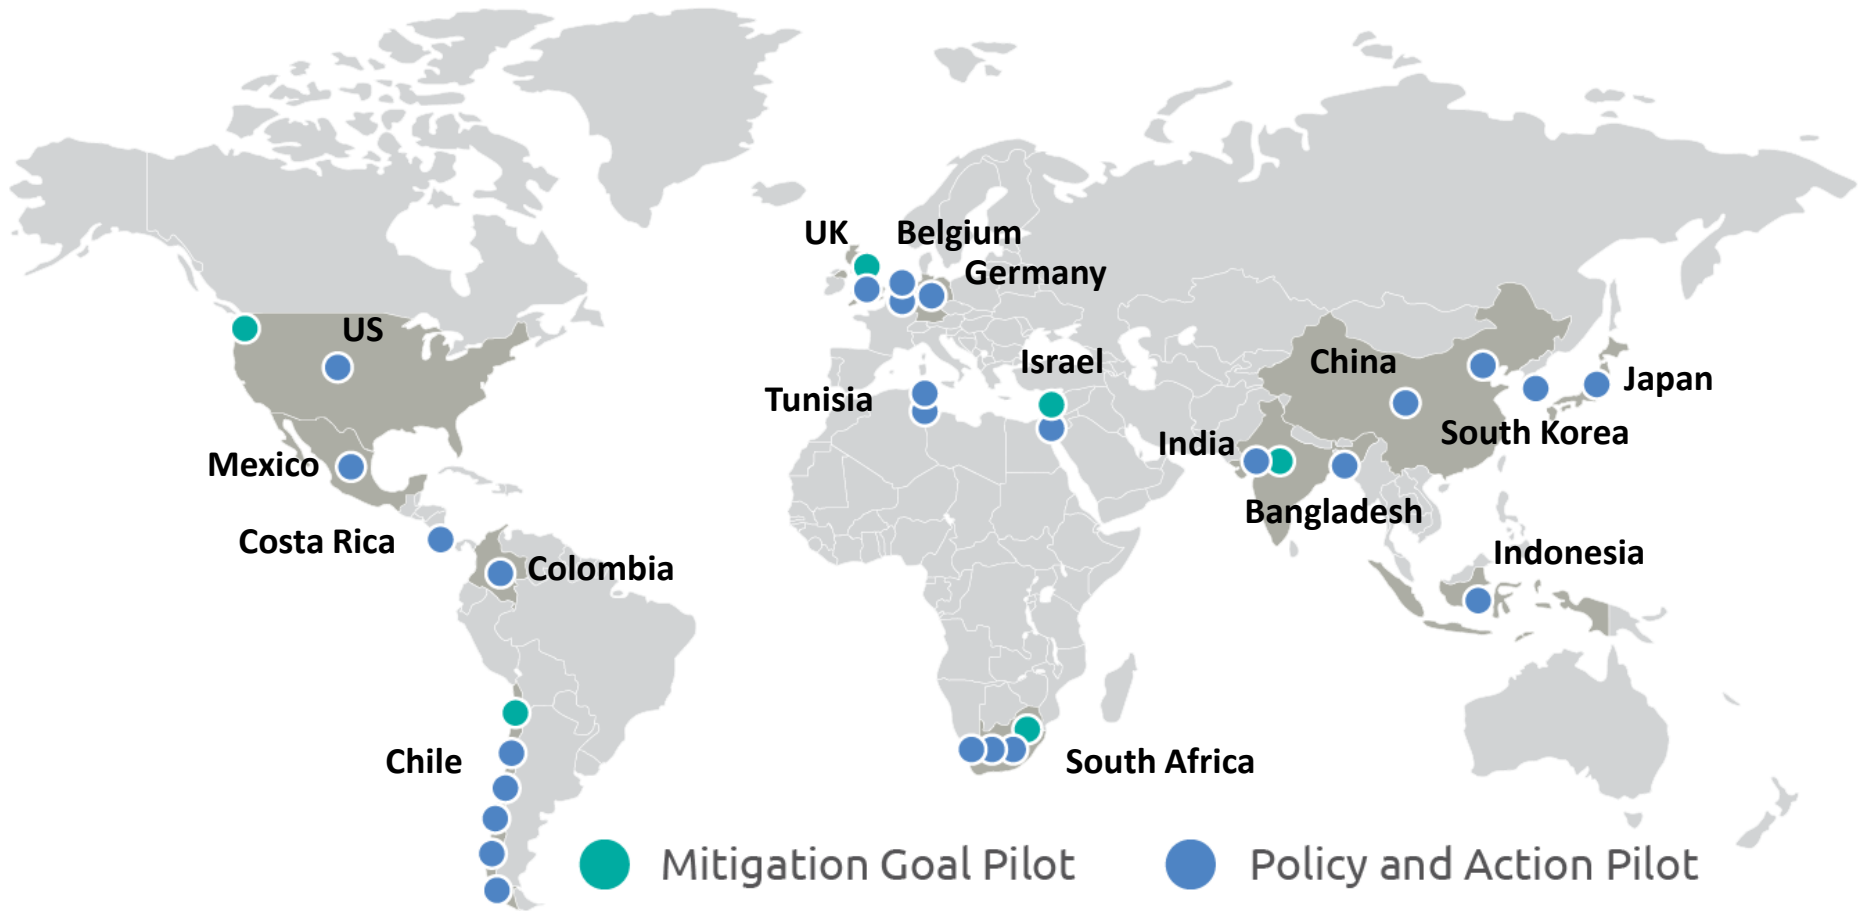 UK
Belgium
Germany
US
Israel
China
Japan
Tunisia
South Korea
India
Mexico
Bangladesh
Costa Rica
Indonesia
Colombia
Chile
South Africa
Mitigation Goal Pilot
Policy and Action Pilot